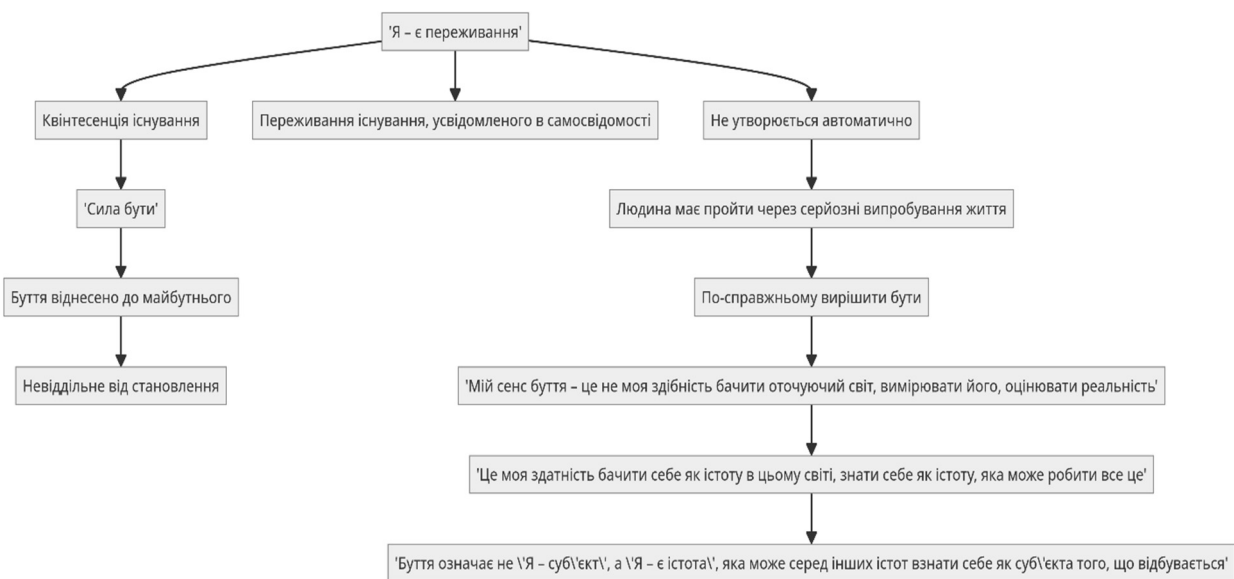 'Я – є переживання'
Квінтесенція існування
Переживання існування, усвідомленого в самосвідомості
Не утворюється автоматично
'Сила бути'
Людина має пройти через серйозні випробування життя
Буття віднесено до майбутнього
По-справжньому вирішити бути
Невіддільне від становлення
'Мій сенс буття – це не моя здібність бачити оточуючий світ, вимірювати його, оцінювати реальність'
'Це моя здатність бачити себе як істоту в цьому світі, знати себе як істоту, яка може робити все це'
'Буття означає не \'Я – суб\'єкт\', а \'Я – є істота\', яка може серед інших істот взнати себе як суб\'єкта того, що відбувається'